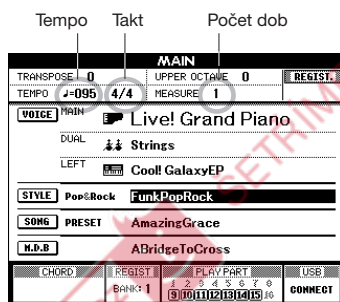 Tempo Takt Počet dob
MAIN
TRANSPOSE 0 UPPER OCTAVE 0 REGIST.
TEMPO ♩=095 4/4 MEASURE 1
VOICE MAIN Live! Grand Piano
DUAL Strings
LEFT Cool! GalaxyEP
STYLE Pop&Rock FunkPopRock
SONG PRESET AmazingGrace
M.D.B ABridgeToCross
CHORD REGIST PLAY PART USB
BANK: 1 1 2 3 4 5 6 7 8 CONNECT
9 10 11 12 13 14 15 16